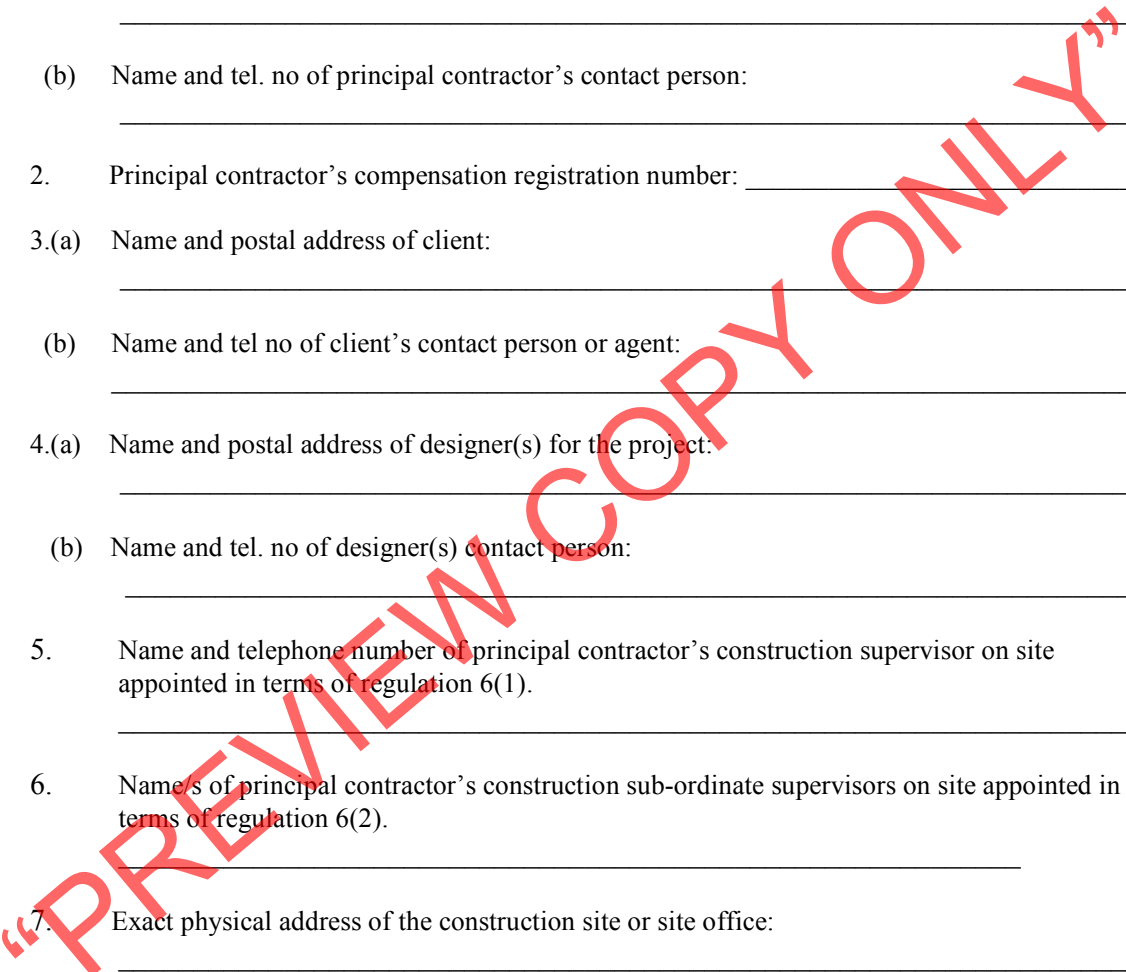 (b) Name and tel. no of principal contractor’s contact person:
2. Principal contractor’s compensation registration number: ____________________________
3.(a) Name and postal address of client:
(b) Name and tel no of client’s contact person or agent:
4.(a) Name and postal address of designer(s) for the project:
(b) Name and tel. no of designer(s) contact person:
5. Name and telephone number of principal contractor’s construction supervisor on site
appointed in terms of regulation 6(1).
6. Name/s of principal contractor’s construction sub-ordinate supervisors on site appointed in
terms of regulation 6(2).
7. Exact physical address of the construction site or site office:
“PREVIEW COPY ONLY”